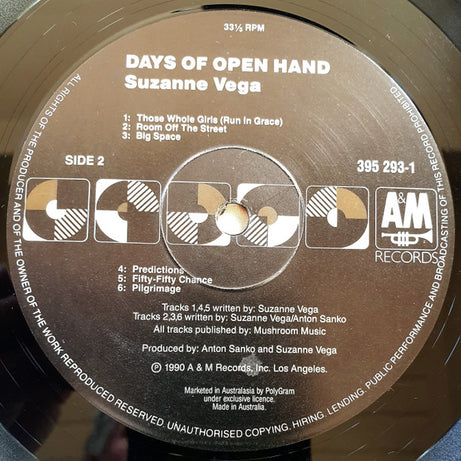 33⅓ RPM
DAYS OF OPEN HAND
Suzanne Vega
1: Those Whole Girls (Run In Grace)
2: Room Off The Street
3: Big Space
SIDE 2
395 293-1
A&M
RECORDS
4: Predictions
5: Fifty-Fifty Chance
6: Pilgrimage
Tracks 1,4,5 written by: Suzanne Vega
Tracks 2,3,6 written by: Suzanne Vega/Anton Sanko
All tracks published by: Mushroom Music
Produced by: Anton Sanko and Suzanne Vega
℗ 1990 A & M Records, Inc. Los Angeles.
Marketed in Australasia by PolyGram
under exclusive licence.
Made in Australia.
ALL RIGHTS OF THE PRODUCER AND OF THE OWNER OF THE WORK REPRODUCED RESERVED. UNAUTHORISED COPYING. HIRING, LENDING, PUBLIC PERFORMANCE AND BROADCASTING OF THIS RECORD PROHIBITED